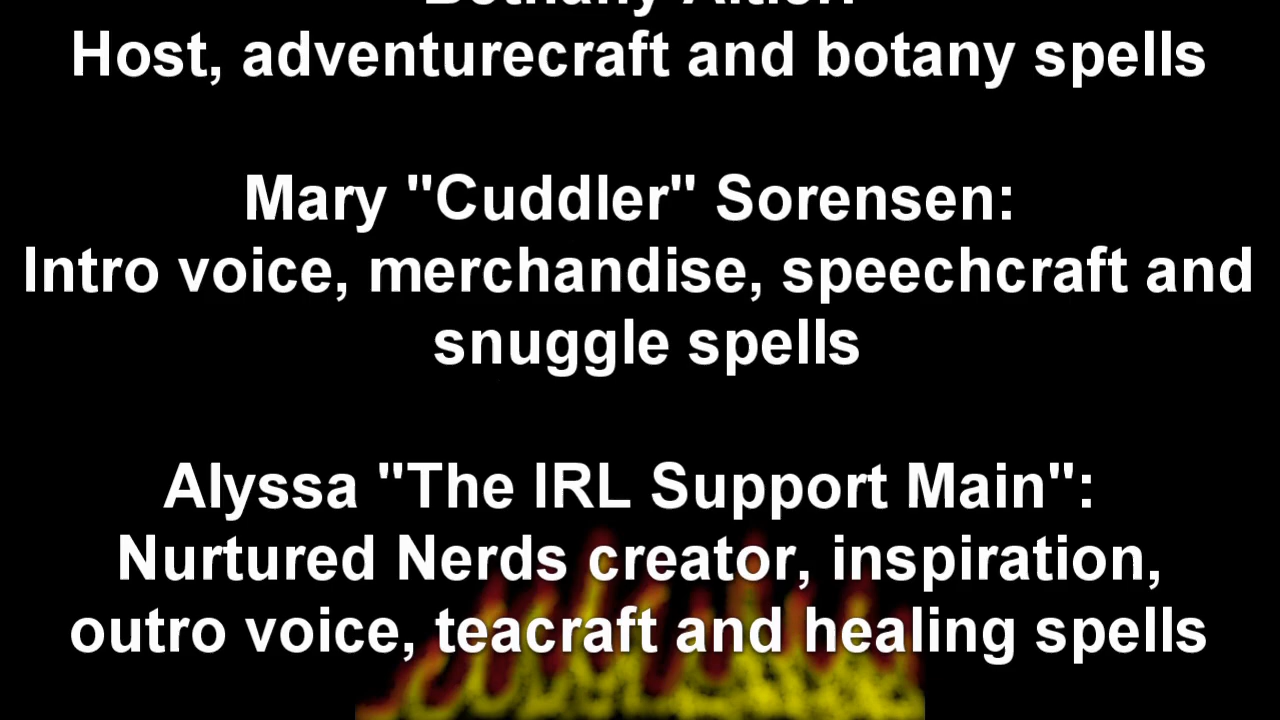 Host, adventurecraft and botany spells
Mary "Cuddler" Sorensen:
Intro voice, merchandise, speechcraft and
snuggle spells
Alyssa "The IRL Support Main":
Nurtured Nerds creator, inspiration,
outro voice, teacraft and healing spells